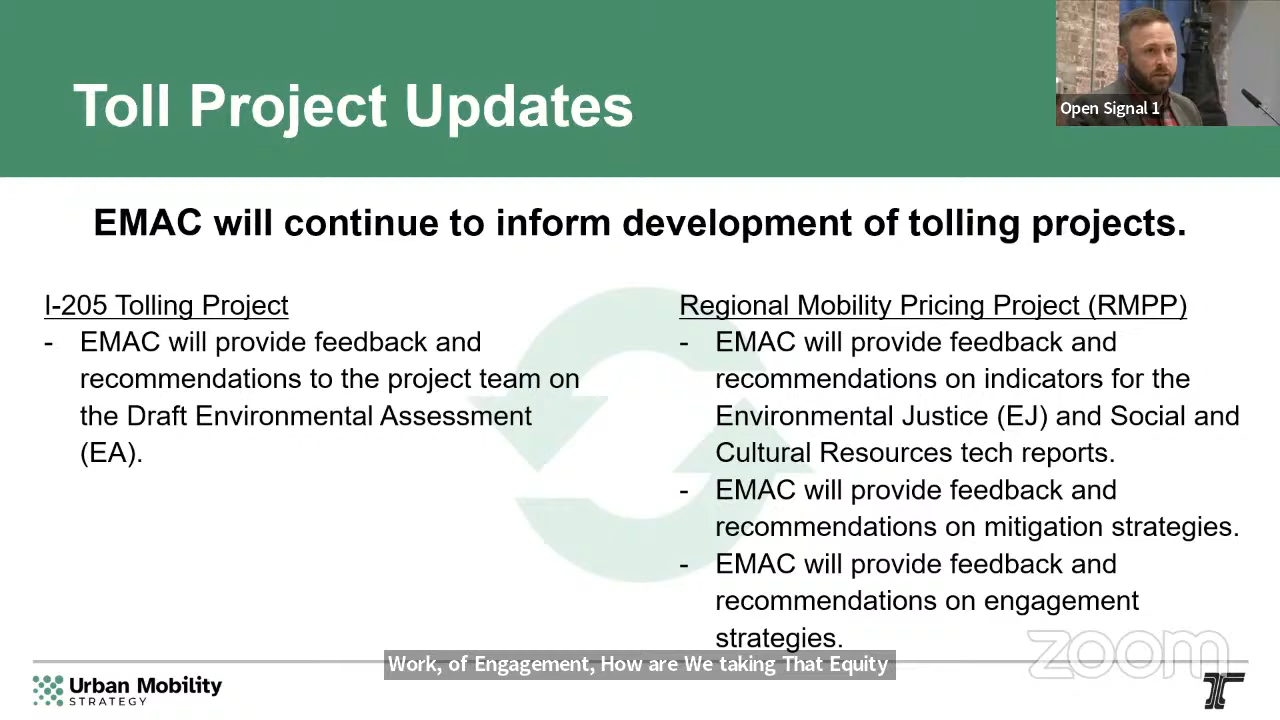 Toll Project Updates
Open Signal 1
EMAC will continue to inform development of tolling projects.
I-205 Tolling Project
- EMAC will provide feedback and
recommendations to the project team on
the Draft Environmental Assessment
(EA).
Regional Mobility Pricing Project (RMPP)
- EMAC will provide feedback and
recommendations on indicators for the
Environmental Justice (EJ) and Social and
Cultural Resources tech reports.
- EMAC will provide feedback and
recommendations on mitigation strategies.
- EMAC will provide feedback and
recommendations on engagement
strategies.
zoom
Work, of Engagement, How are We taking That Equity
Urban Mobility
STRATEGY